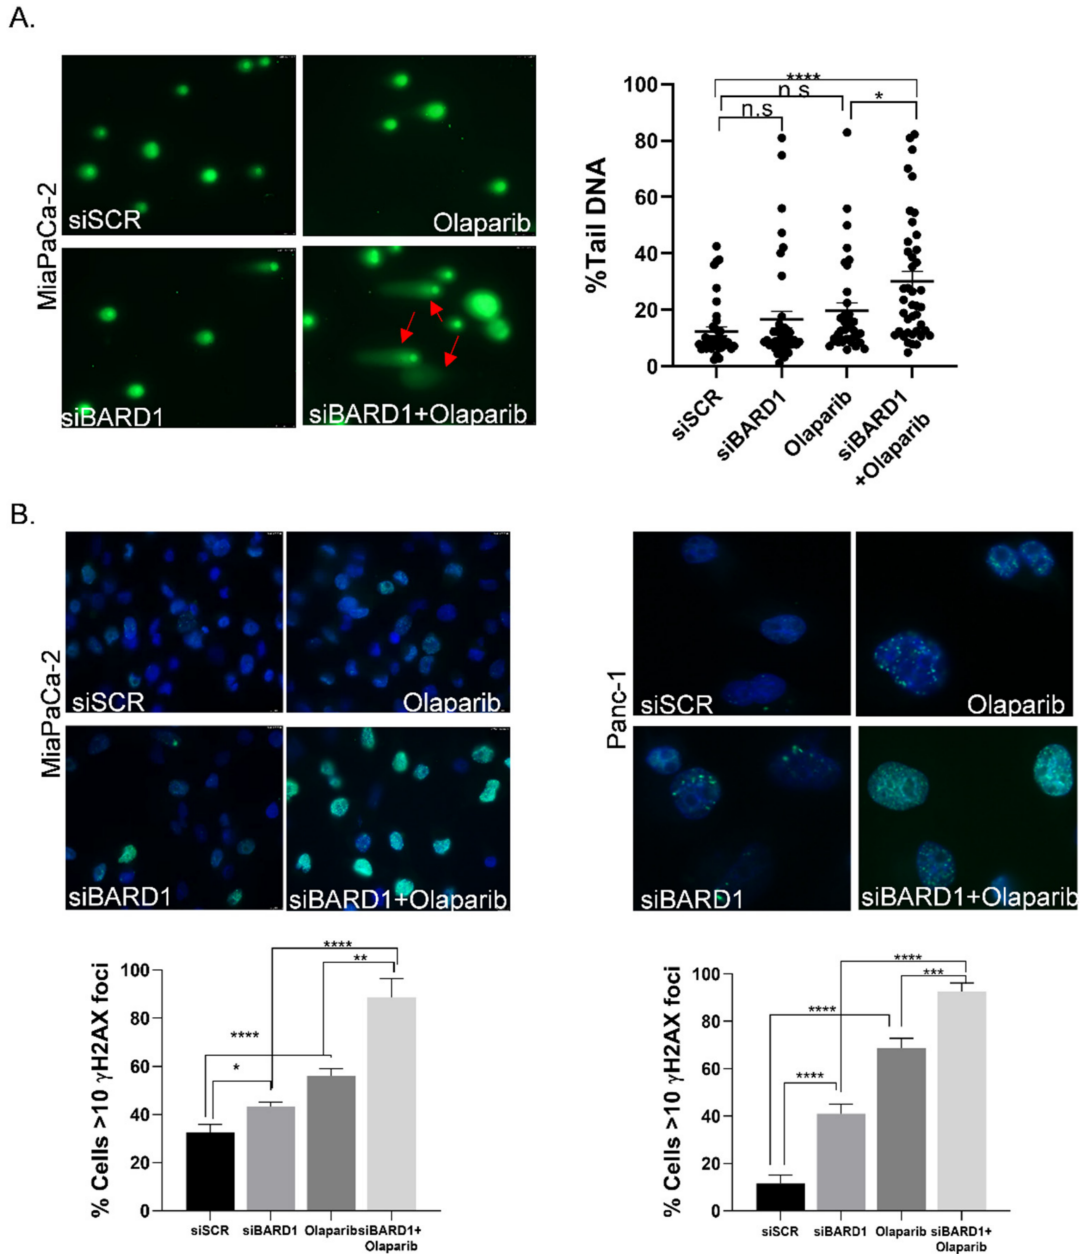 A.
MiaPaCa-2
siSCR
Olaparib
siBARD1
siBARD1+Olaparib
%Tail DNA
100
80
60
40
20
0
****
n s
n.s
*
siSCR
siBARD1
Olaparib
siBARD1
+Olaparib
B.
MiaPaCa-2
siSCR
Olaparib
siBARD1
siBARD1+Olaparib
Panc-1
siSCR
Olaparib
siBARD1
siBARD1+Olaparib
% Cells >10 γH2AX foci
100
80
60
40
20
0
****
**
****
*
siSCR
siBARD1
Olaparib
siBARD1+
Olaparib
% Cells >10 γH2AX foci
100
80
60
40
20
0
****
***
****
****
siSCR
siBARD1
Olaparib
siBARD1+
Olaparib